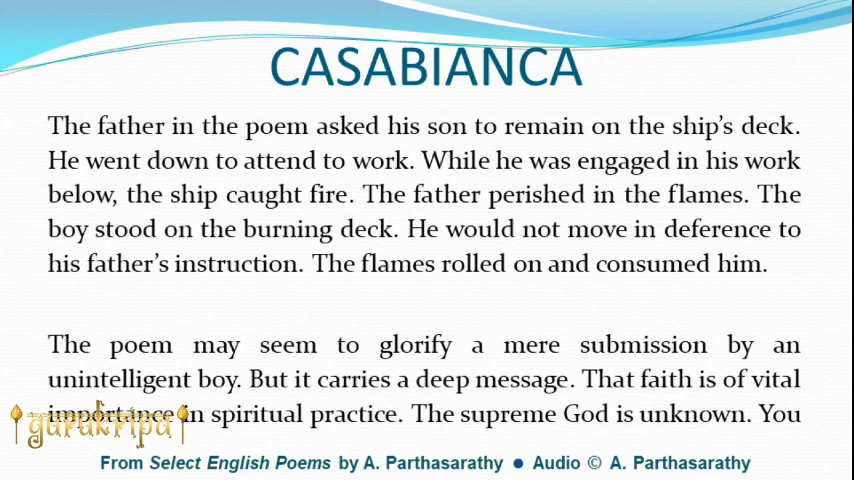 CASABIANCA
The father in the poem asked his son to remain on the ship's deck.
He went down to attend to work. While he was engaged in his work
below, the ship caught fire. The father perished in the flames. The
boy stood on the burning deck. He would not move in deference to
his father's instruction. The flames rolled on and consumed him.
The poem may seem to glorify a mere submission by an
unintelligent boy. But it carries a deep message. That faith is of vital
importance in spiritual practice. The supreme God is unknown. You
gurukripa
From Select English Poems by A. Parthasarathy ● Audio © A. Parthasarathy